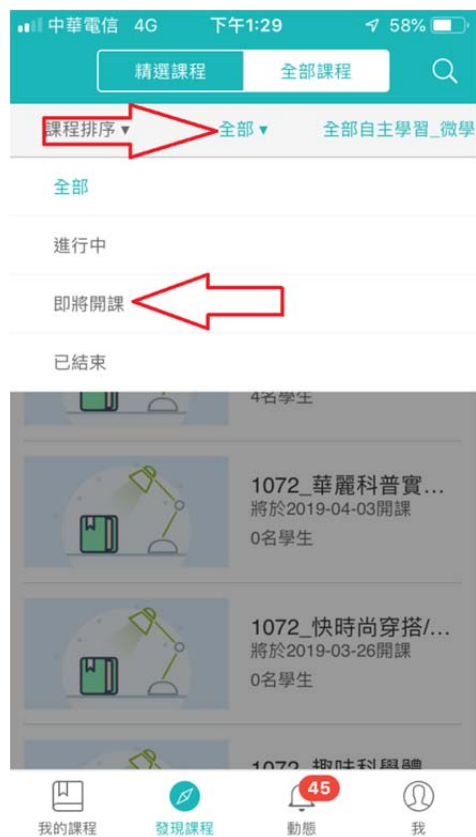 中華電信 4G 下午1:29 58%
精選課程 全部課程
課程排序▼ 全部▼ 全部自主學習_微學
全部
進行中
即將開課
已結束
4名學生
1072_華麗科普實...
將於2019-04-03開課
0名學生
1072_快時尚穿搭/...
將於2019-03-26開課
0名學生
1072_趣味科學體
45
我的課程 發現課程 動態 我